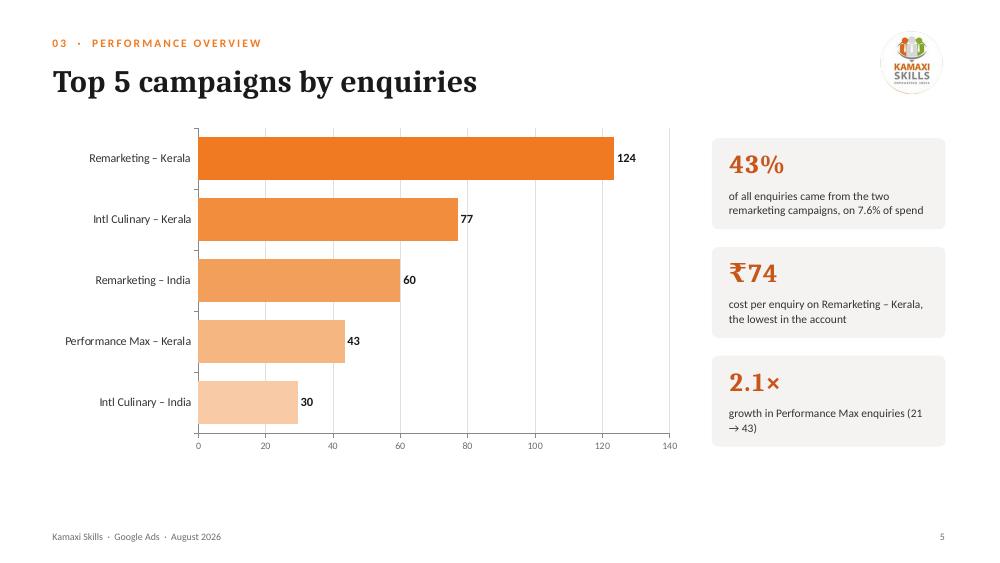 03 · PERFORMANCE OVERVIEW
Top 5 campaigns by enquiries
KAMAXI
SKILLS
Remarketing – Kerala
124
Intl Culinary – Kerala
77
Remarketing – India
60
Performance Max – Kerala
43
Intl Culinary – India
30
0 20 40 60 80 100 120 140
43%
of all enquiries came from the two
remarketing campaigns, on 7.6% of spend
₹74
cost per enquiry on Remarketing – Kerala,
the lowest in the account
2.1×
growth in Performance Max enquiries (21
→ 43)
Kamaxi Skills · Google Ads · August 2026
5